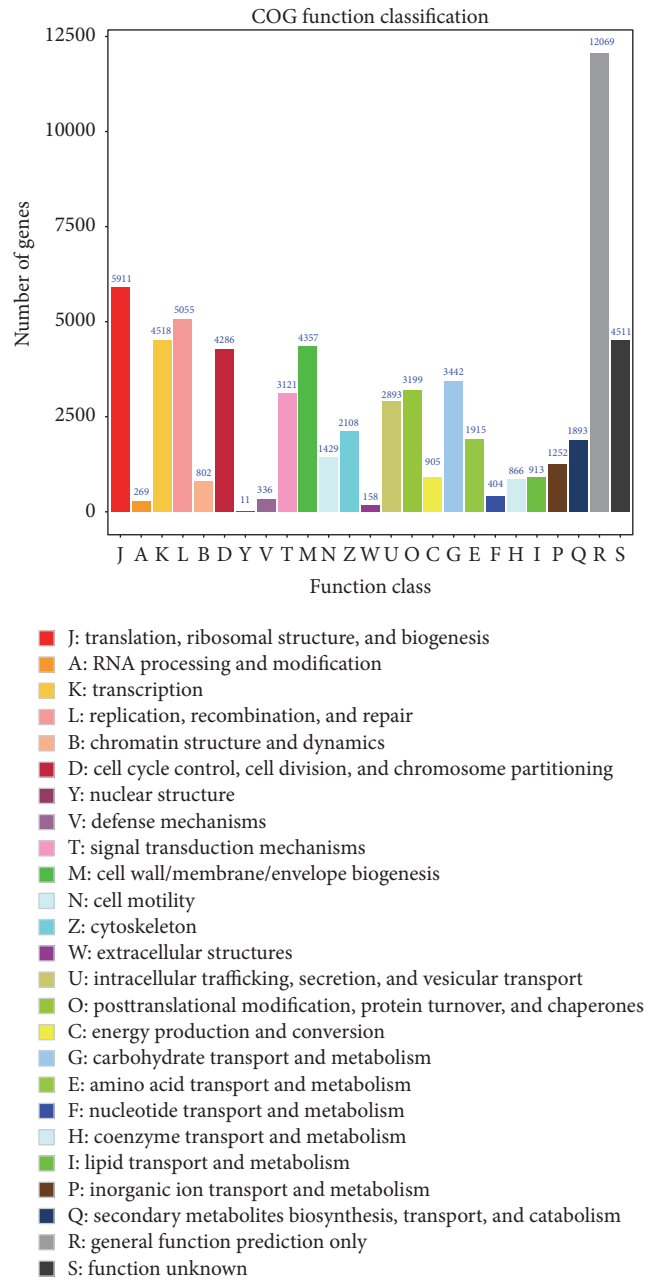 COG function classification
12500
10000
7500
5000
2500
0
Number of genes
5911
269
4518
5055
802
4286
11
336
3121
4357
1429
2108
158
2893
3199
905
3442
1915
404
866
913
1252
1893
12069
4511
J A K L B D Y V T M N Z W U O C G E F H I P Q R S
Function class
J: translation, ribosomal structure, and biogenesis
A: RNA processing and modification
K: transcription
L: replication, recombination, and repair
B: chromatin structure and dynamics
D: cell cycle control, cell division, and chromosome partitioning
Y: nuclear structure
V: defense mechanisms
T: signal transduction mechanisms
M: cell wall/membrane/envelope biogenesis
N: cell motility
Z: cytoskeleton
W: extracellular structures
U: intracellular trafficking, secretion, and vesicular transport
O: posttranslational modification, protein turnover, and chaperones
C: energy production and conversion
G: carbohydrate transport and metabolism
E: amino acid transport and metabolism
F: nucleotide transport and metabolism
H: coenzyme transport and metabolism
I: lipid transport and metabolism
P: inorganic ion transport and metabolism
Q: secondary metabolites biosynthesis, transport, and catabolism
R: general function prediction only
S: function unknown